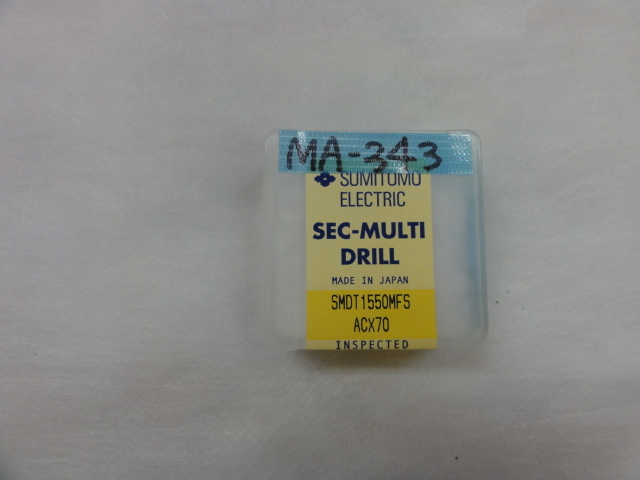 MA-343
SUMITOMO
ELECTRIC
SEC-MULTI
DRILL
MADE IN JAPAN
SMDT1550MFS
ACX70
INSPECTED